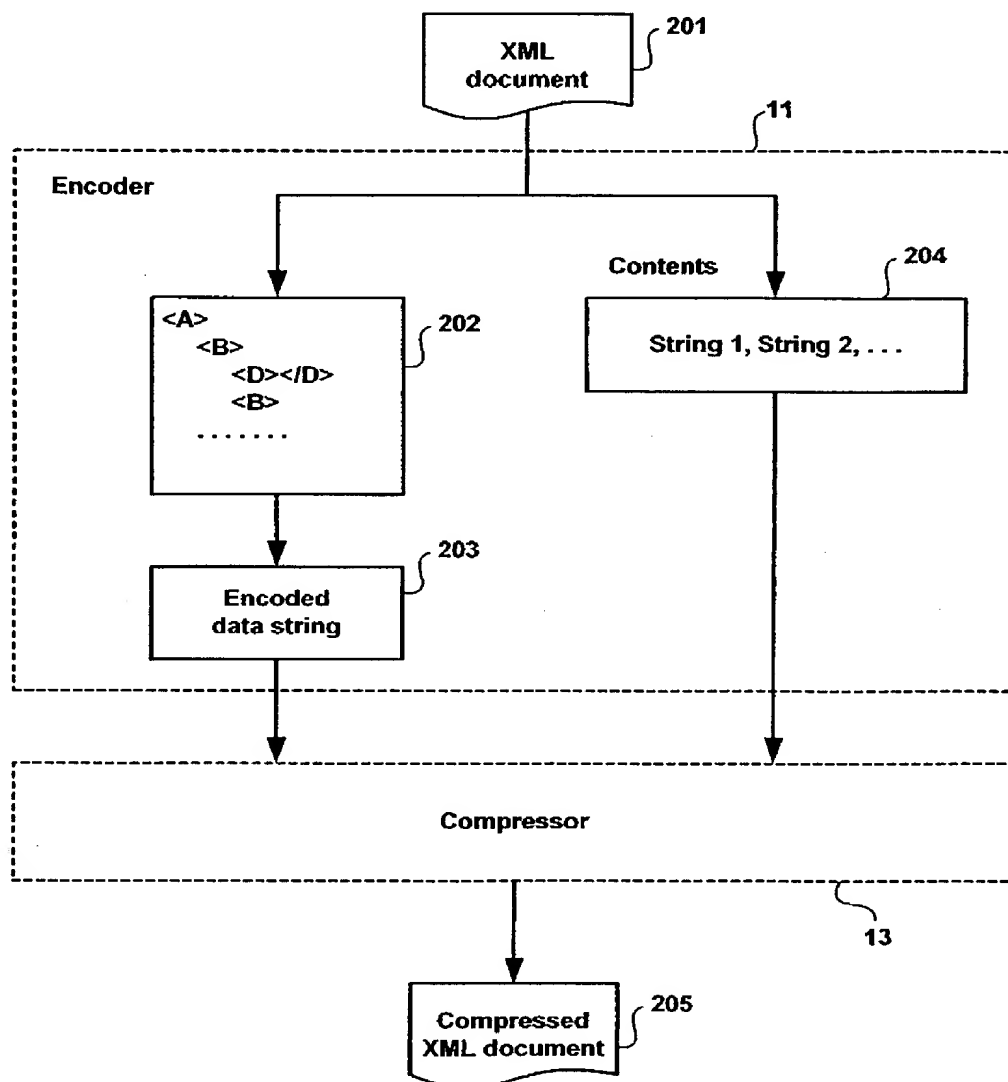 201
XML
document
11
Encoder
Contents
204
<A>
<B>
<D></D>
<B>
. . . . . . .
202
String 1, String 2, . . .
203
Encoded
data string
Compressor
13
205
Compressed
XML document